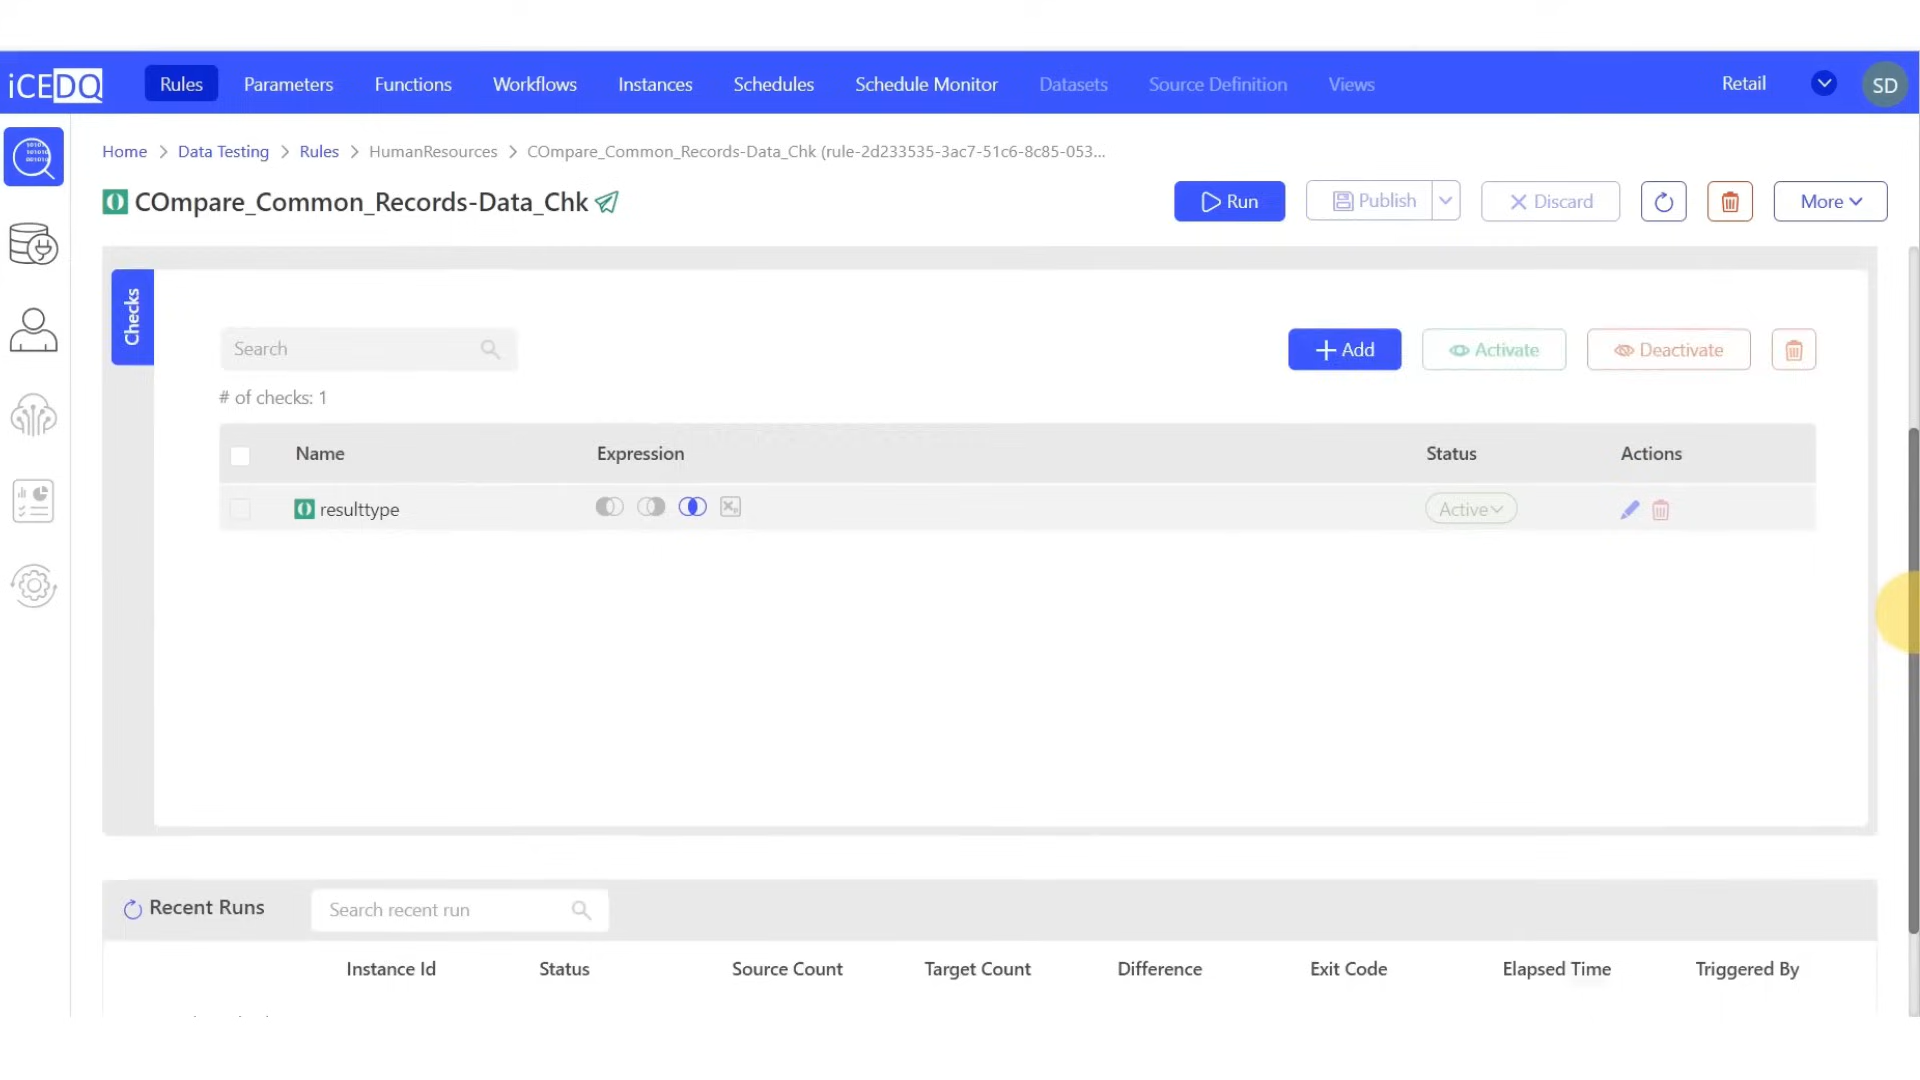 iCEDQ Rules Parameters Functions Workflows Instances Schedules Schedule Monitor Datasets Source Definition Views Retail SD
Home > Data Testing > Rules > HumanResources > COmpare_Common_Records-Data_Chk (rule-2d233535-3ac7-51c6-8c85-053...
COmpare_Common_Records-Data_Chk Run Publish Discard More
Checks
Search Add Activate Deactivate
# of checks: 1
Name Expression Status Actions
resulttype Active
Recent Runs Search recent run
Instance Id Status Source Count Target Count Difference Exit Code Elapsed Time Triggered By